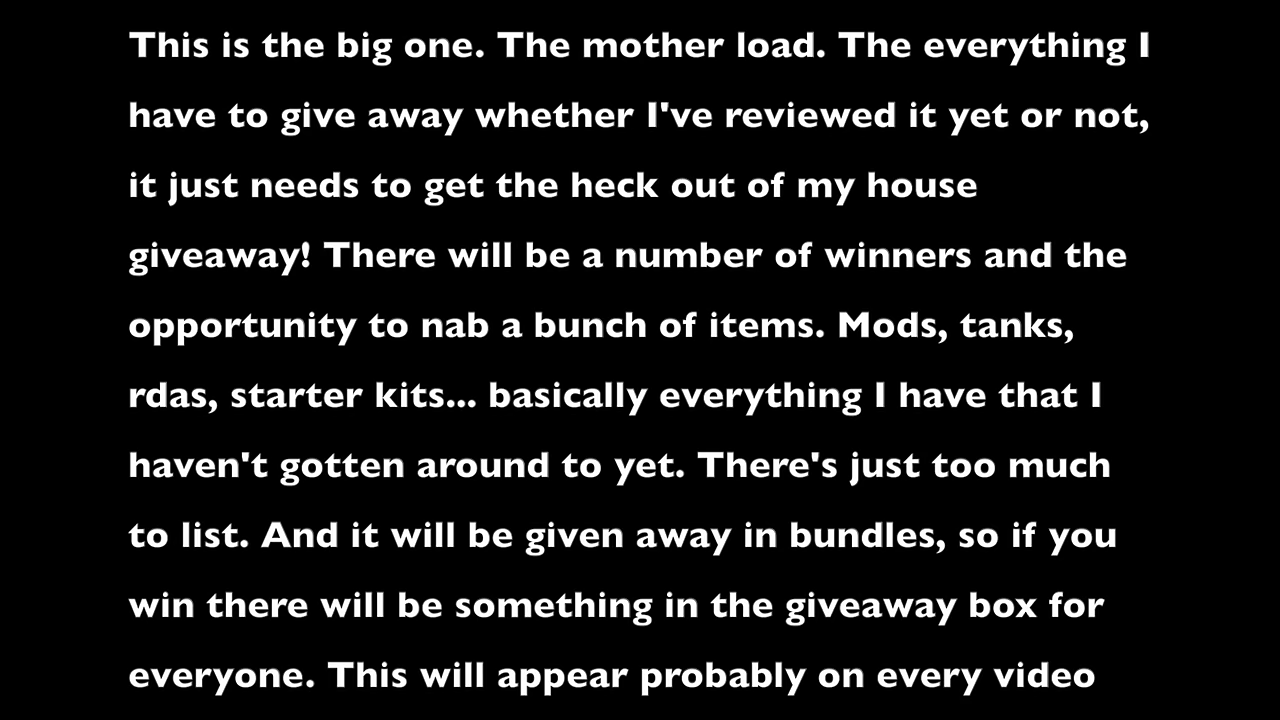 This is the big one. The mother load. The everything I
have to give away whether I've reviewed it yet or not,
it just needs to get the heck out of my house
giveaway! There will be a number of winners and the
opportunity to nab a bunch of items. Mods, tanks,
rdas, starter kits... basically everything I have that I
haven't gotten around to yet. There's just too much
to list. And it will be given away in bundles, so if you
win there will be something in the giveaway box for
everyone. This will appear probably on every video